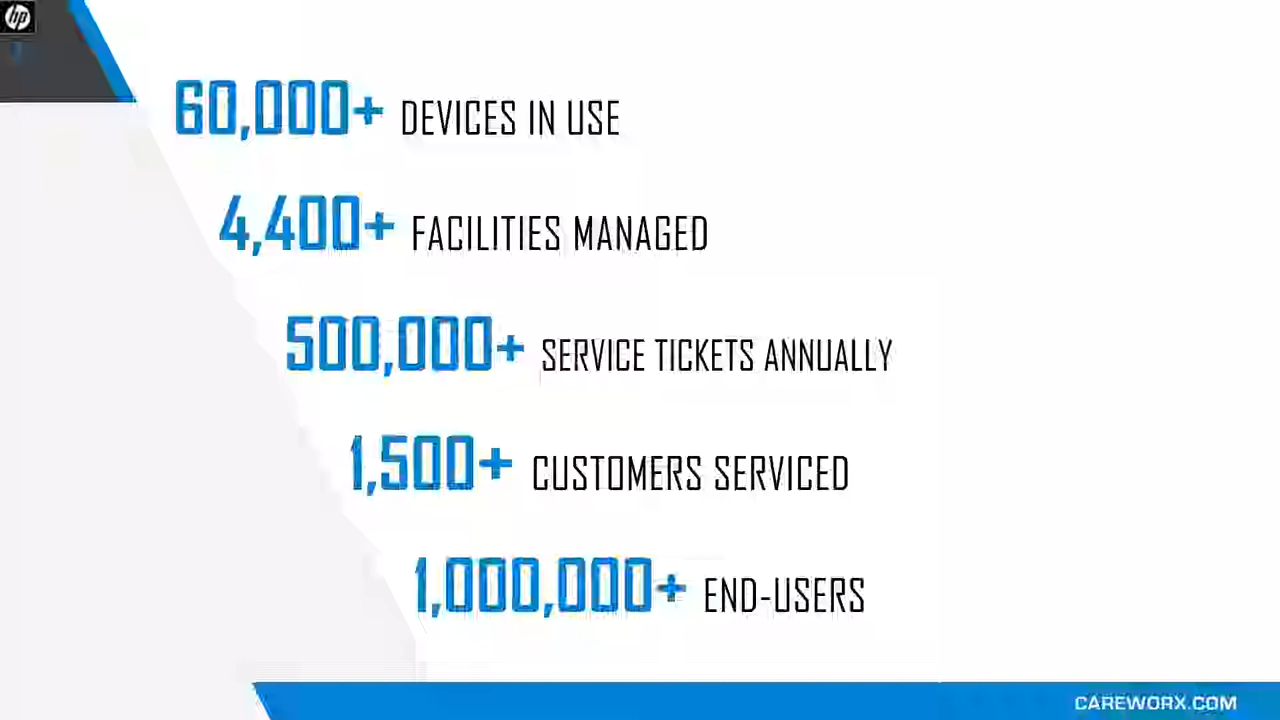 hp
60,000+ DEVICES IN USE
4,400+ FACILITIES MANAGED
500,000+ SERVICE TICKETS ANNUALLY
1,500+ CUSTOMERS SERVICED
1,000,000+ END-USERS
CAREWORX.COM